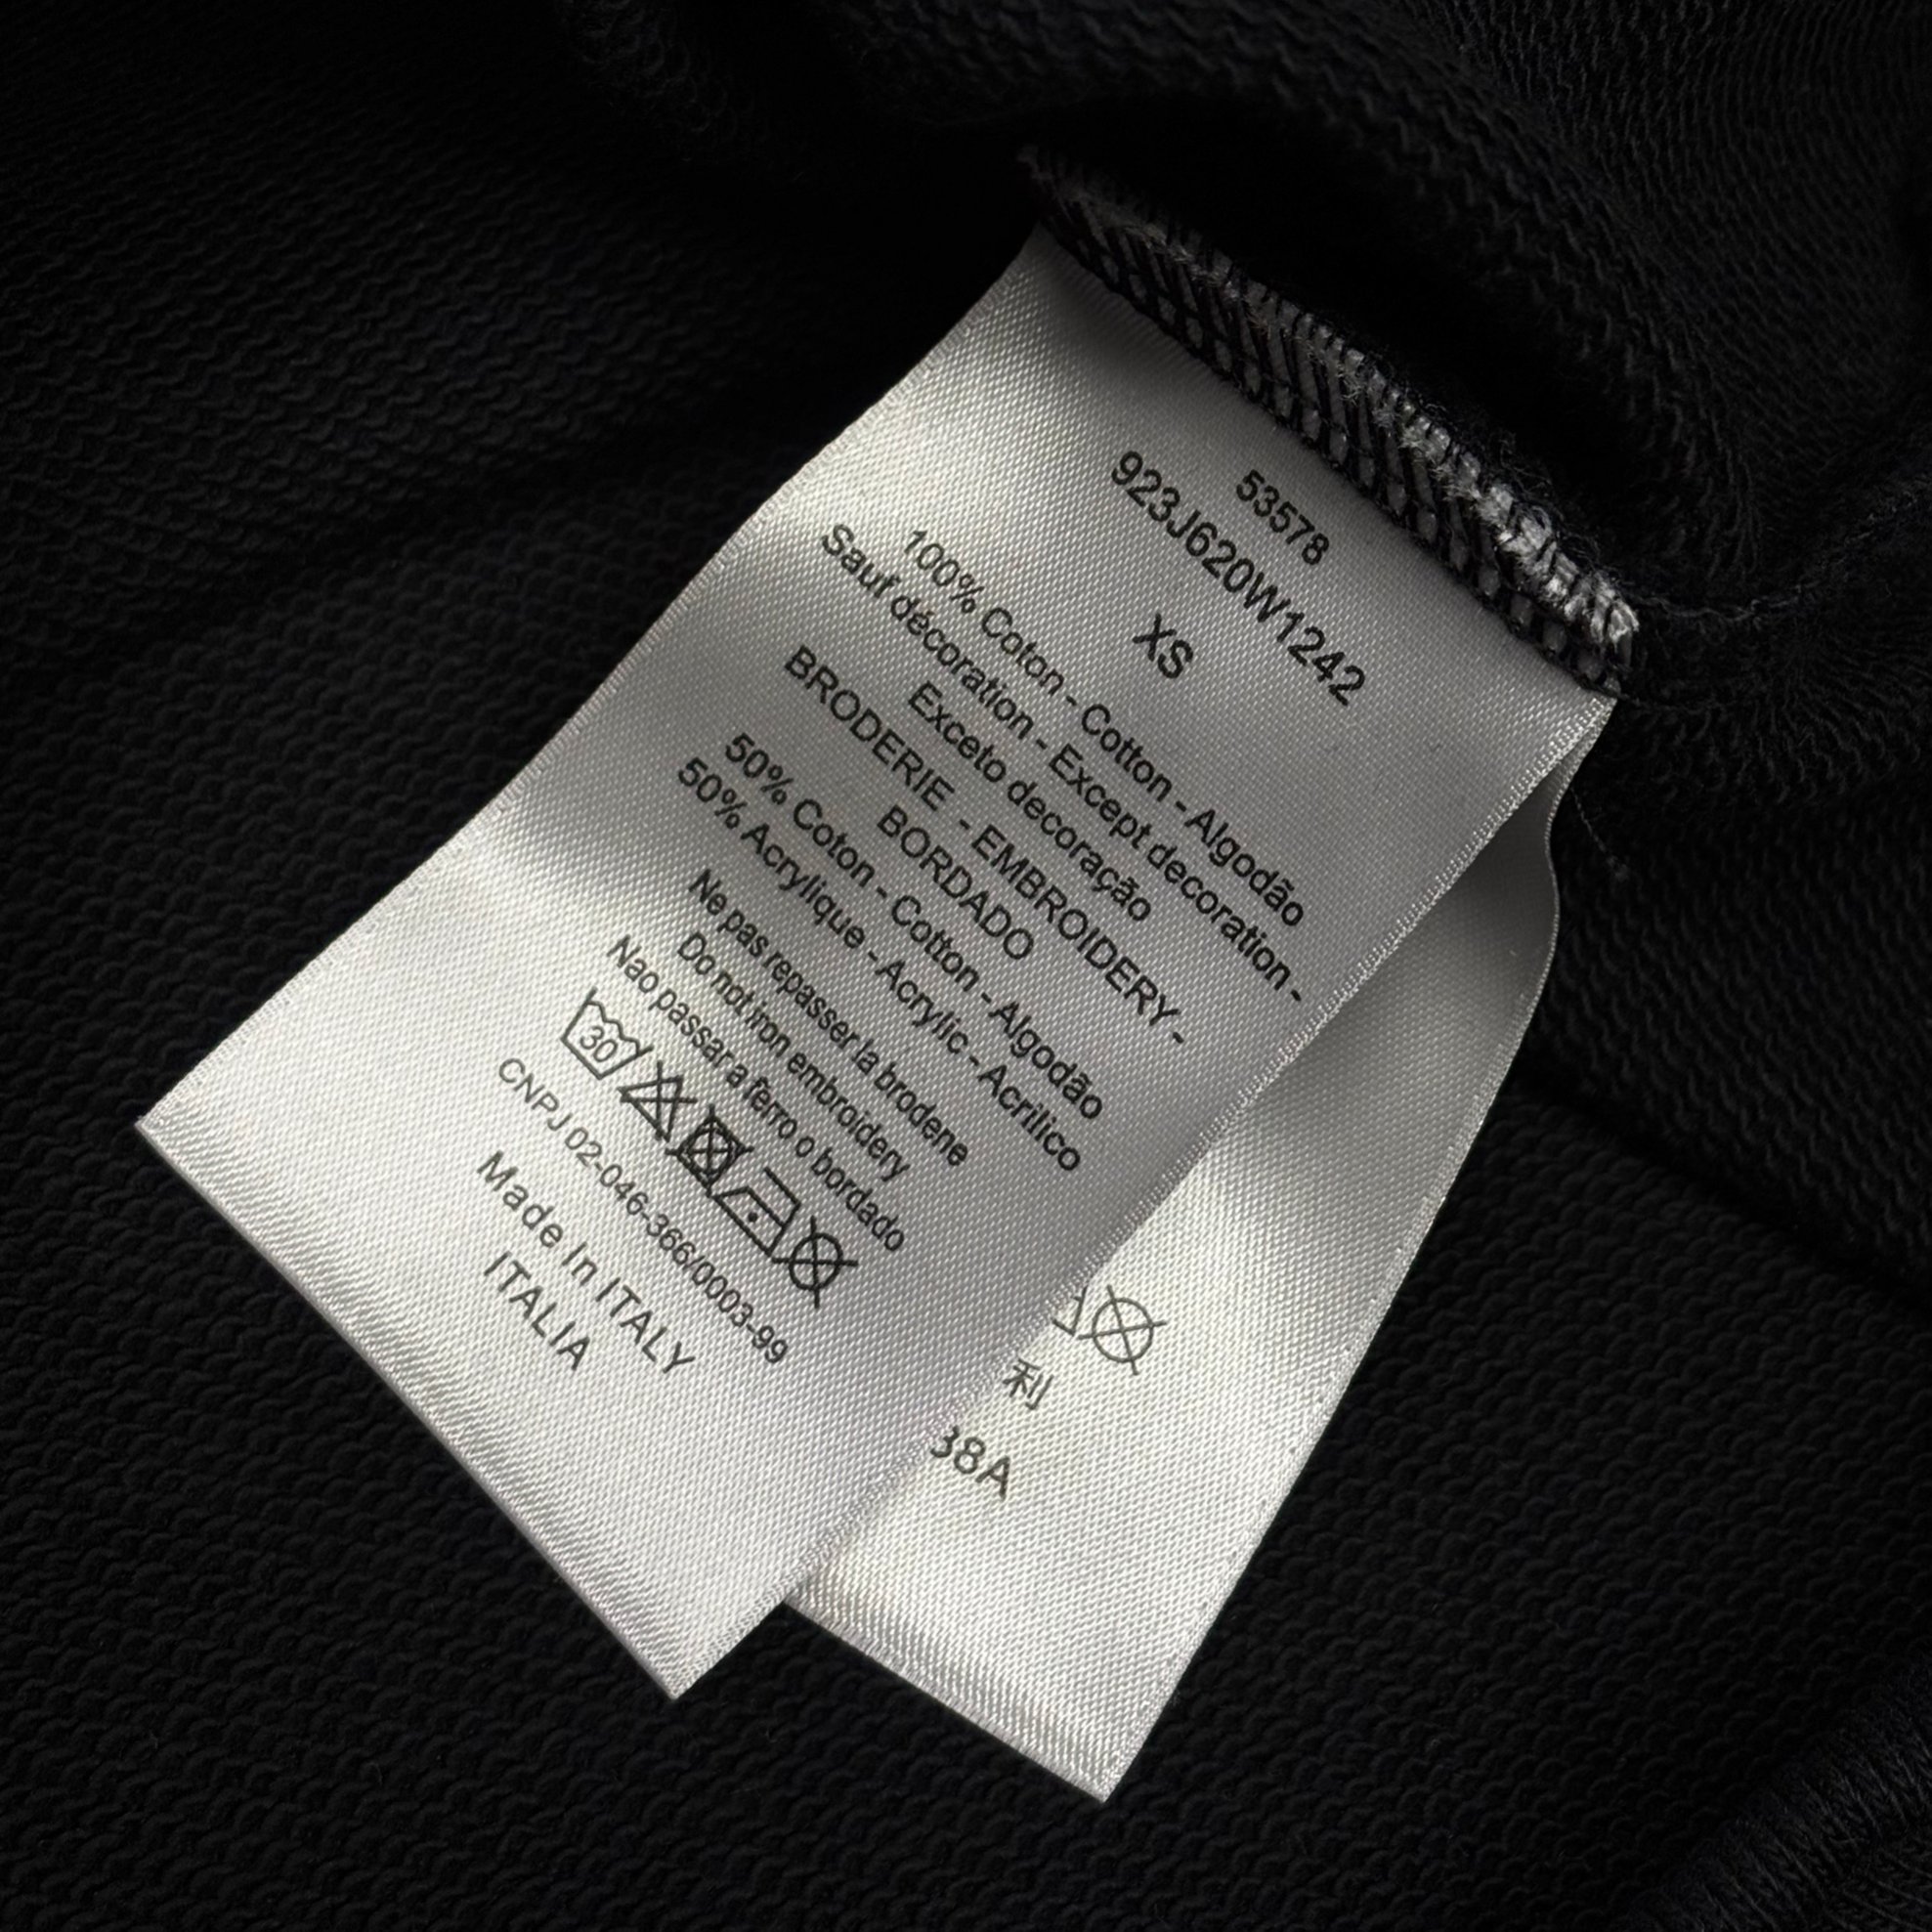 53578
923J620W1242
XS
100% Coton - Cotton - Algodão
Sauf décoration - Except decoration -
Exceto decoração
BRODERIE - EMBROIDERY -
BORDADO
50% Coton - Cotton - Algodão
50% Acrylique - Acrylic - Acrilico
Ne pas repasser la brodene
Do not iron embroidery
Nao passar a ferro o bordado
30
CNPJ 02-046-366/0003-99
Made In ITALY
ITALIA
利
38A